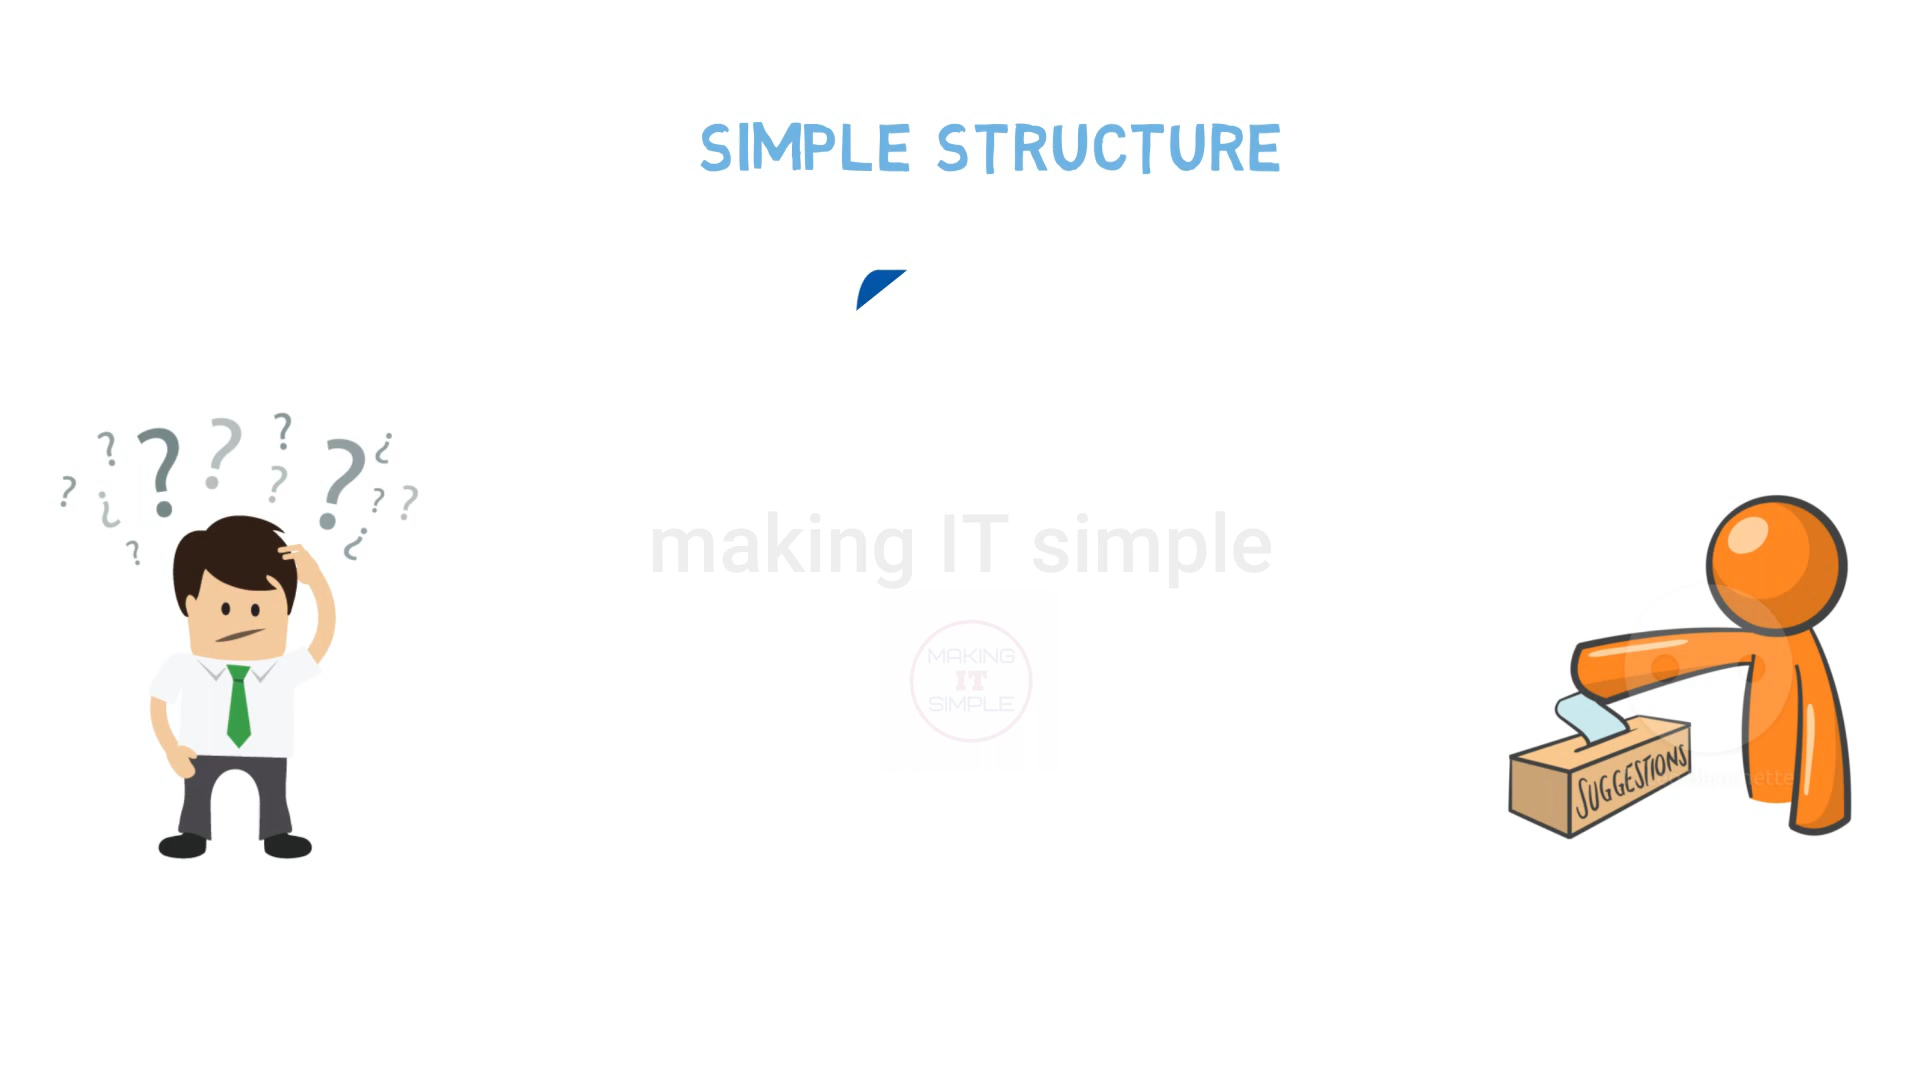 SIMPLE STRUCTURE
making IT simple
MAKING
IT
SIMPLE
SUGGESTIONS